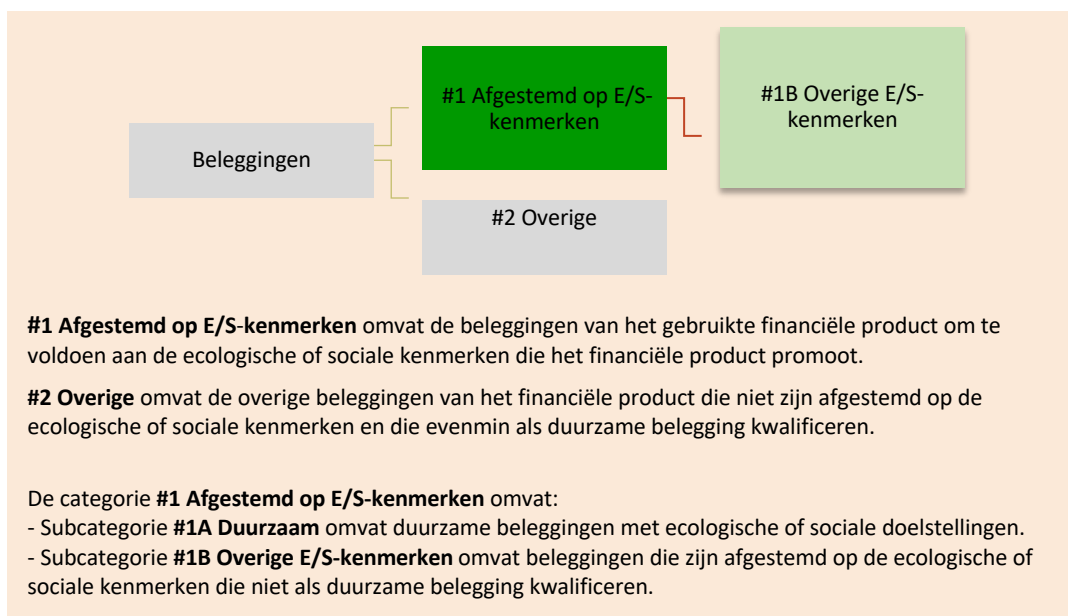 #1 Afgestemd op E/S-
kenmerken
#1B Overige E/S-
kenmerken
Beleggingen
#2 Overige
#1 Afgestemd op E/S-kenmerken omvat de beleggingen van het gebruikte financiële product om te
voldoen aan de ecologische of sociale kenmerken die het financiële product promoot.
#2 Overige omvat de overige beleggingen van het financiële product die niet zijn afgestemd op de
ecologische of sociale kenmerken en die evenmin als duurzame belegging kwalificeren.
De categorie #1 Afgestemd op E/S-kenmerken omvat:
- Subcategorie #1A Duurzaam omvat duurzame beleggingen met ecologische of sociale doelstellingen.
- Subcategorie #1B Overige E/S-kenmerken omvat beleggingen die zijn afgestemd op de ecologische of
sociale kenmerken die niet als duurzame belegging kwalificeren.